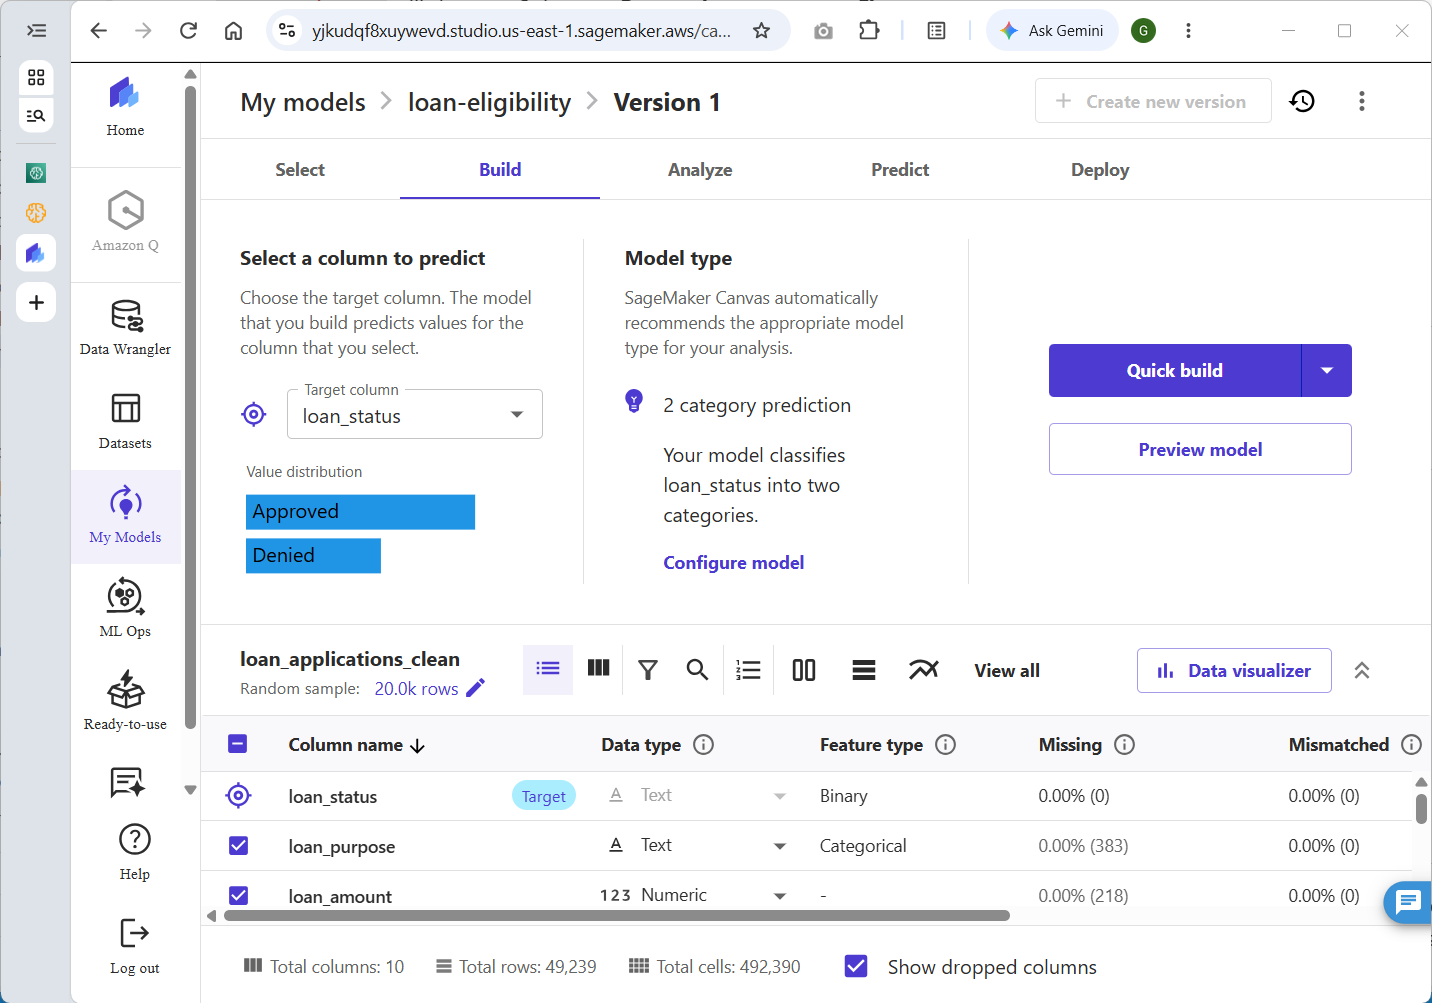 yjkudqf8xuywevd.studio.us-east-1.sagemaker.aws/ca...
Ask Gemini
G
Home
Amazon Q
Data Wrangler
Datasets
My Models
ML Ops
Ready-to-use
Help
Log out
My models > loan-eligibility > Version 1
+ Create new version
Select
Build
Analyze
Predict
Deploy
Select a column to predict
Choose the target column. The model
that you build predicts values for the
column that you select.
Target column
loan_status
Value distribution
Approved
Denied
Model type
SageMaker Canvas automatically
recommends the appropriate model
type for your analysis.
2 category prediction
Your model classifies
loan_status into two
categories.
Configure model
Quick build
Preview model
loan_applications_clean
Random sample: 20.0k rows
View all
Data visualizer
Column name Data type Feature type Missing Mismatched
loan_status Target Text Binary 0.00% (0) 0.00% (0)
loan_purpose Text Categorical 0.00% (383) 0.00% (0)
loan_amount 123 Numeric - 0.00% (218) 0.00% (0)
Total columns: 10 Total rows: 49,239 Total cells: 492,390 Show dropped columns